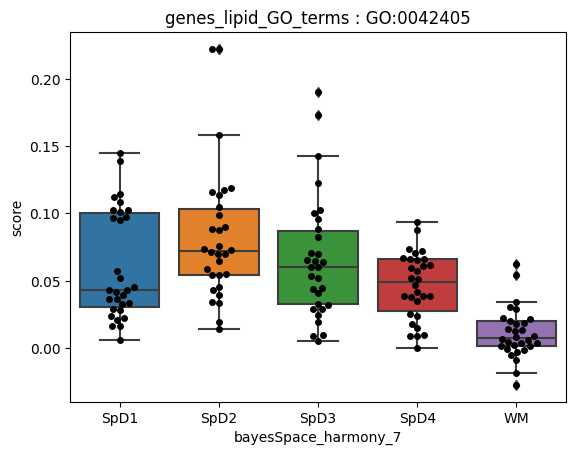 genes_lipid_GO_terms : GO:0042405
0.20
0.15
0.10
0.05
0.00
score
SpD1 SpD2 SpD3 SpD4 WM
bayesSpace_harmony_7